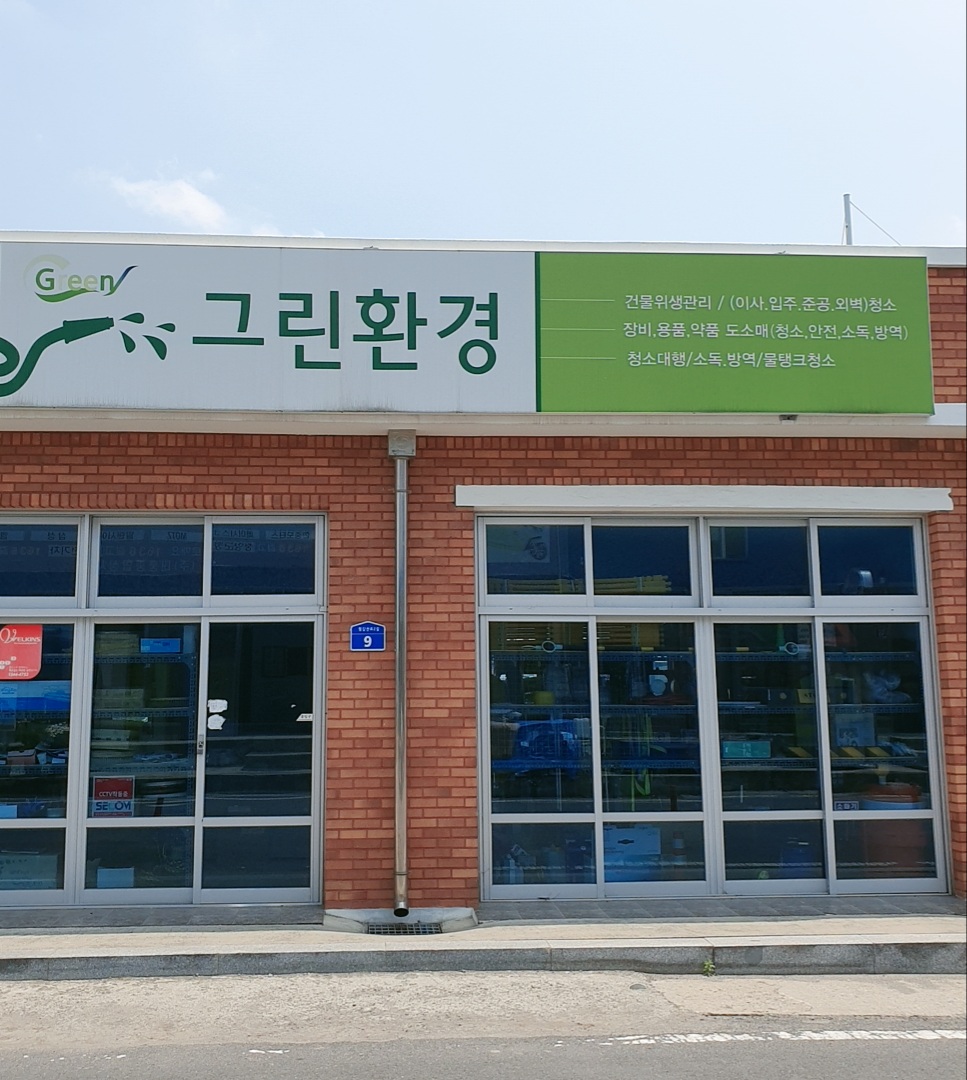 Green
그린환경
건물위생관리 / (이사.입주.준공.외벽)청소
장비,용품,약품 도소매(청소,안전,소독,방역)
청소대행/소독.방역/물탱크청소
9
CCTV작동중
SECOM
소화기